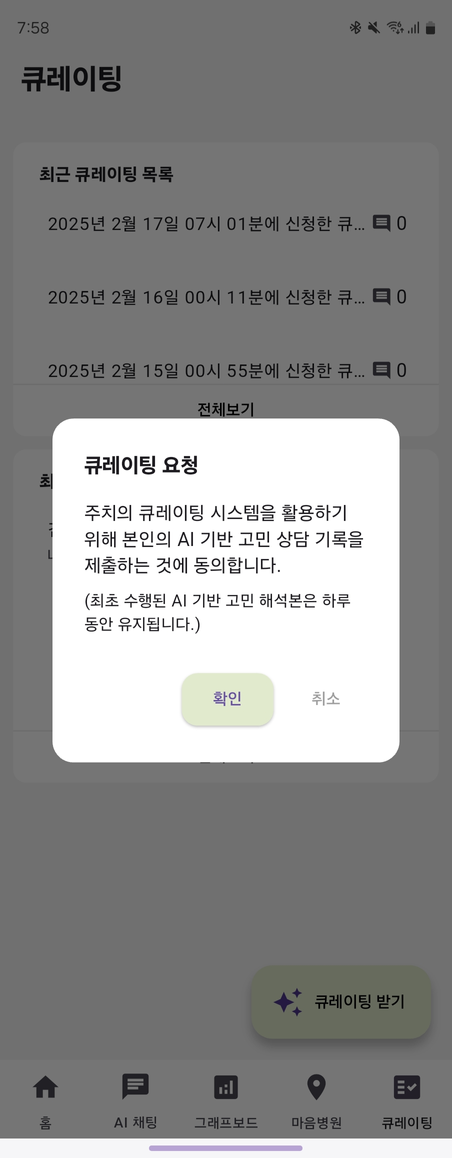 7:58
큐레이팅
최근 큐레이팅 목록
2025년 2월 17일 07시 01분에 신청한 큐... 0
2025년 2월 16일 00시 11분에 신청한 큐... 0
2025년 2월 15일 00시 55분에 신청한 큐... 0
전체보기
최
큐레이팅 요청
주치의 큐레이팅 시스템을 활용하기
위해 본인의 AI 기반 고민 상담 기록을
제출하는 것에 동의합니다.
(최초 수행된 AI 기반 고민 해석본은 하루
동안 유지됩니다.)
확인 취소
큐레이팅 받기
홈 AI 채팅 그래프보드 마음병원 큐레이팅